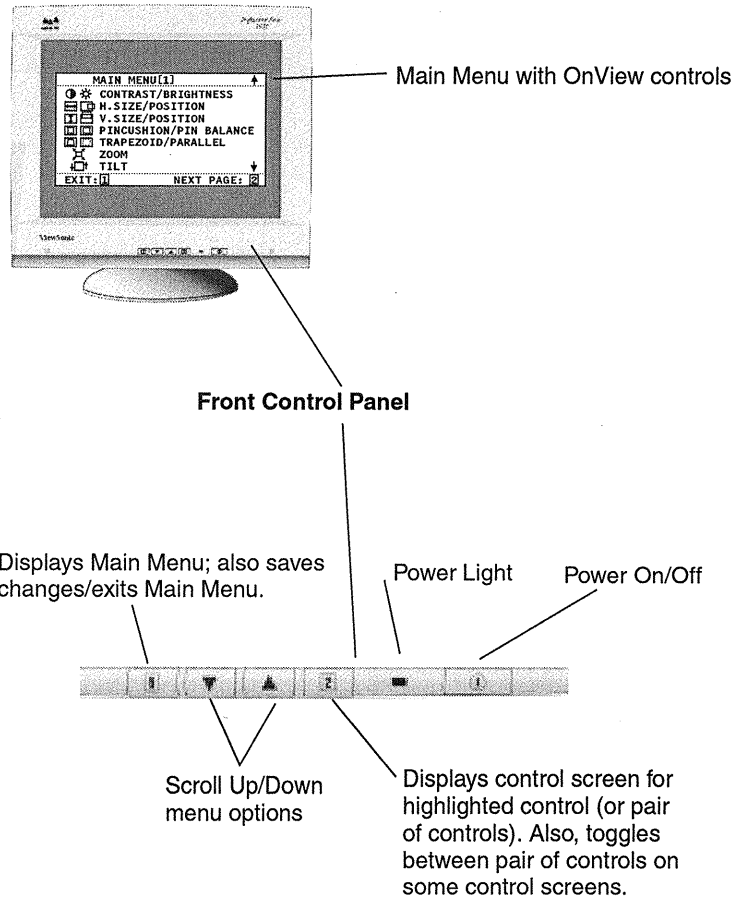 MAIN MENU[1]
CONTRAST/BRIGHTNESS
H.SIZE/POSITION
V.SIZE/POSITION
PINCUSHION/PIN BALANCE
TRAPEZOID/PARALLEL
ZOOM
TILT
EXIT:1 NEXT PAGE: 2
Main Menu with OnView controls
ViewSonic
Front Control Panel
Displays Main Menu; also saves
changes/exits Main Menu.
Power Light
Power On/Off
1
2
Scroll Up/Down
menu options
Displays control screen for
highlighted control (or pair
of controls). Also, toggles
between pair of controls on
some control screens.